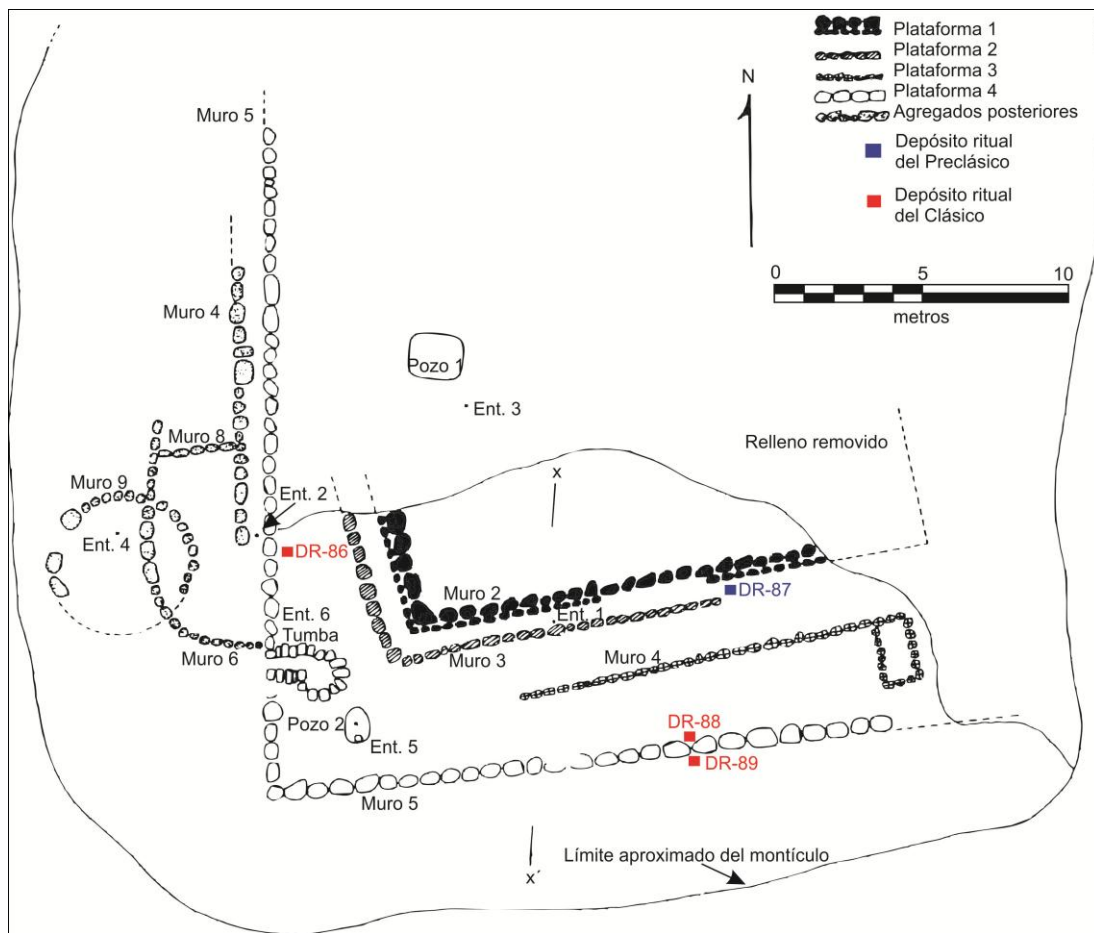 Plataforma 1
Plataforma 2
Plataforma 3
Plataforma 4
Agregados posteriores
Depósito ritual
del Preclásico
Depósito ritual
del Clásico
N
0 5 10
metros
Muro 5
Muro 4
Pozo 1
Ent. 3
Muro 8
Relleno removido
Muro 9
x
Ent. 2
Ent. 4
DR-86
Muro 2
DR-87
Ent. 1
Ent. 6
Tumba
Muro 3
Muro 4
Muro 6
Pozo 2
Ent. 5
DR-88
DR-89
Muro 5
Límite aproximado del montículo
x´